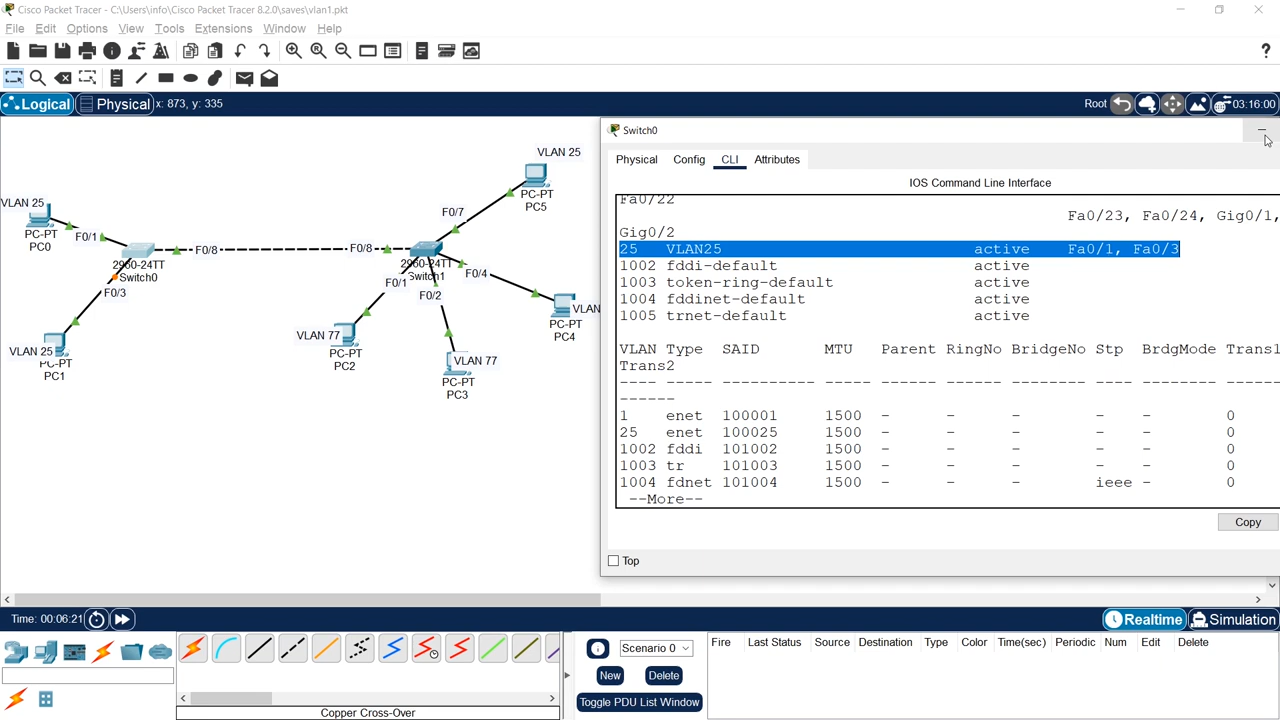 Cisco Packet Tracer - C:\Users\info\Cisco Packet Tracer 8.2.0\saves\vlan1.pkt
File Edit Options View Tools Extensions Window Help
Logical Physical x: 873, y: 335
Root 03:16:00
VLAN 25
PC-PT
PC0
F0/1
2960-24TT
Switch0
F0/8
F0/3
VLAN 25
PC-PT
PC1
F0/8
2960-24TT
Switch1
F0/7
VLAN 25
PC-PT
PC5
F0/4
VLAN
PC-PT
PC4
F0/1
F0/2
VLAN 77
PC-PT
PC2
VLAN 77
PC-PT
PC3
Switch0
Physical Config CLI Attributes
IOS Command Line Interface
Fa0/22
Fa0/23, Fa0/24, Gig0/1,
Gig0/2
25 VLAN25 active Fa0/1, Fa0/3
1002 fddi-default active
1003 token-ring-default active
1004 fddinet-default active
1005 trnet-default active
VLAN Type SAID MTU Parent RingNo BridgeNo Stp BrdgMode Trans1
Trans2
---- ----- ---------- ----- ------ ------ -------- ---- -------- ------
------
1 enet 100001 1500 - - - - - 0
25 enet 100025 1500 - - - - - 0
1002 fddi 101002 1500 - - - - - 0
1003 tr 101003 1500 - - - - - 0
1004 fdnet 101004 1500 - - - ieee - 0
--More--
Copy
Top
Time: 00:06:21
Realtime Simulation
Copper Cross-Over
Scenario 0
New Delete
Toggle PDU List Window
Fire Last Status Source Destination Type Color Time(sec) Periodic Num Edit Delete